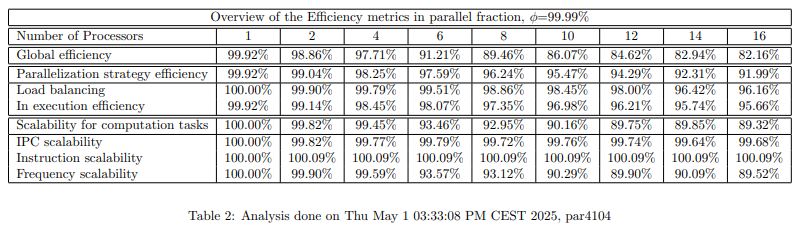 Overview of the Efficiency metrics in parallel fraction, ϕ=99.99%
Number of Processors 1 2 4 6 8 10 12 14 16
Global efficiency 99.92% 98.86% 97.71% 91.21% 89.46% 86.07% 84.62% 82.94% 82.16%
Parallelization strategy efficiency 99.92% 99.04% 98.25% 97.59% 96.24% 95.47% 94.29% 92.31% 91.99%
Load balancing 100.00% 99.90% 99.79% 99.51% 98.86% 98.45% 98.00% 96.42% 96.16%
In execution efficiency 99.92% 99.14% 98.45% 98.07% 97.35% 96.98% 96.21% 95.74% 95.66%
Scalability for computation tasks 100.00% 99.82% 99.45% 93.46% 92.95% 90.16% 89.75% 89.85% 89.32%
IPC scalability 100.00% 99.82% 99.77% 99.79% 99.72% 99.76% 99.74% 99.64% 99.68%
Instruction scalability 100.00% 100.09% 100.09% 100.09% 100.09% 100.09% 100.09% 100.09% 100.09%
Frequency scalability 100.00% 99.90% 99.59% 93.57% 93.12% 90.29% 89.90% 90.09% 89.52%
Table 2: Analysis done on Thu May 1 03:33:08 PM CEST 2025, par4104